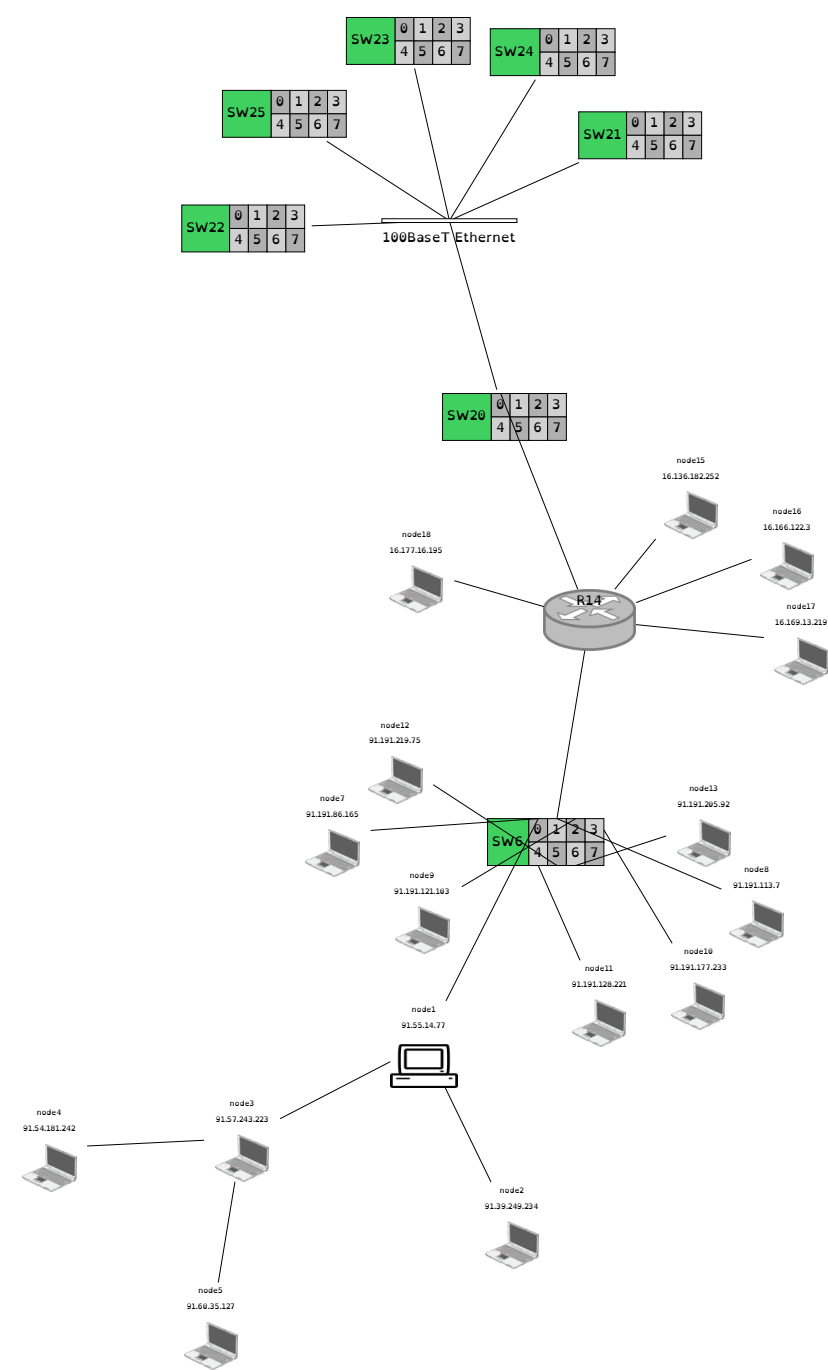 SW23 0 1 2 3
4 5 6 7
SW24 0 1 2 3
4 5 6 7
SW25 0 1 2 3
4 5 6 7
SW21 0 1 2 3
4 5 6 7
SW22 0 1 2 3
4 5 6 7
100BaseT Ethernet
SW20 0 1 2 3
4 5 6 7
node15
16.136.182.252
node16
16.166.122.3
node18
16.177.16.195
R14
node17
16.169.13.219
node12
91.191.219.75
node7
91.191.86.165
node13
91.191.205.92
SW6 0 1 2 3
4 5 6 7
node9
91.191.121.103
node8
91.191.113.7
node10
91.191.177.233
node11
91.191.128.221
node1
91.55.14.77
node3
91.57.243.223
node4
91.54.181.242
node2
91.39.249.234
node5
91.60.35.127